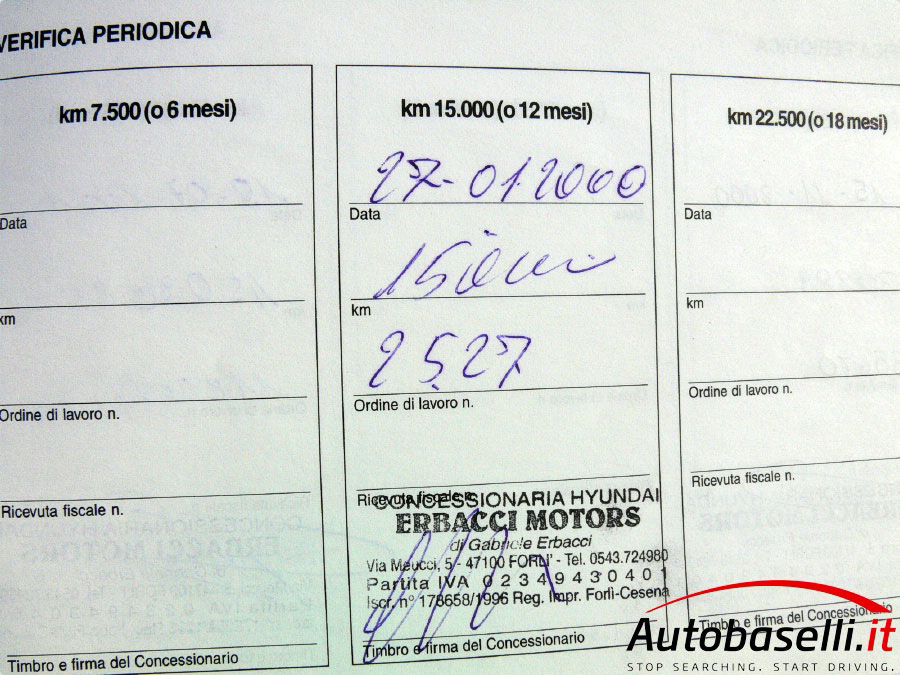 VERIFICA PERIODICA
km 7.500 (o 6 mesi)
Data
km
Ordine di lavoro n.
Ricevuta fiscale n.
Timbro e firma del Concessionario
km 15.000 (o 12 mesi)
27-01-2000
Data
km
2527
Ordine di lavoro n.
Ricevuta fiscale n.
CONCESSIONARIA HYUNDAI
ERBACCI MOTORS
di Gabriele Erbacci
Via Meucci, 5 - 47100 FORLI' - Tel. 0543.724980
Partita IVA 02349430401
Iscr. n° 178658/1996 Reg. Impr. Forlì-Cesena
Timbro e firma del Concessionario
km 22.500 (o 18 mesi)
Data
km
Ordine di lavoro n.
Ricevuta fiscale n.
Timbro e firma del Concessionario
Autobaselli.it
STOP SEARCHING. START DRIVING.